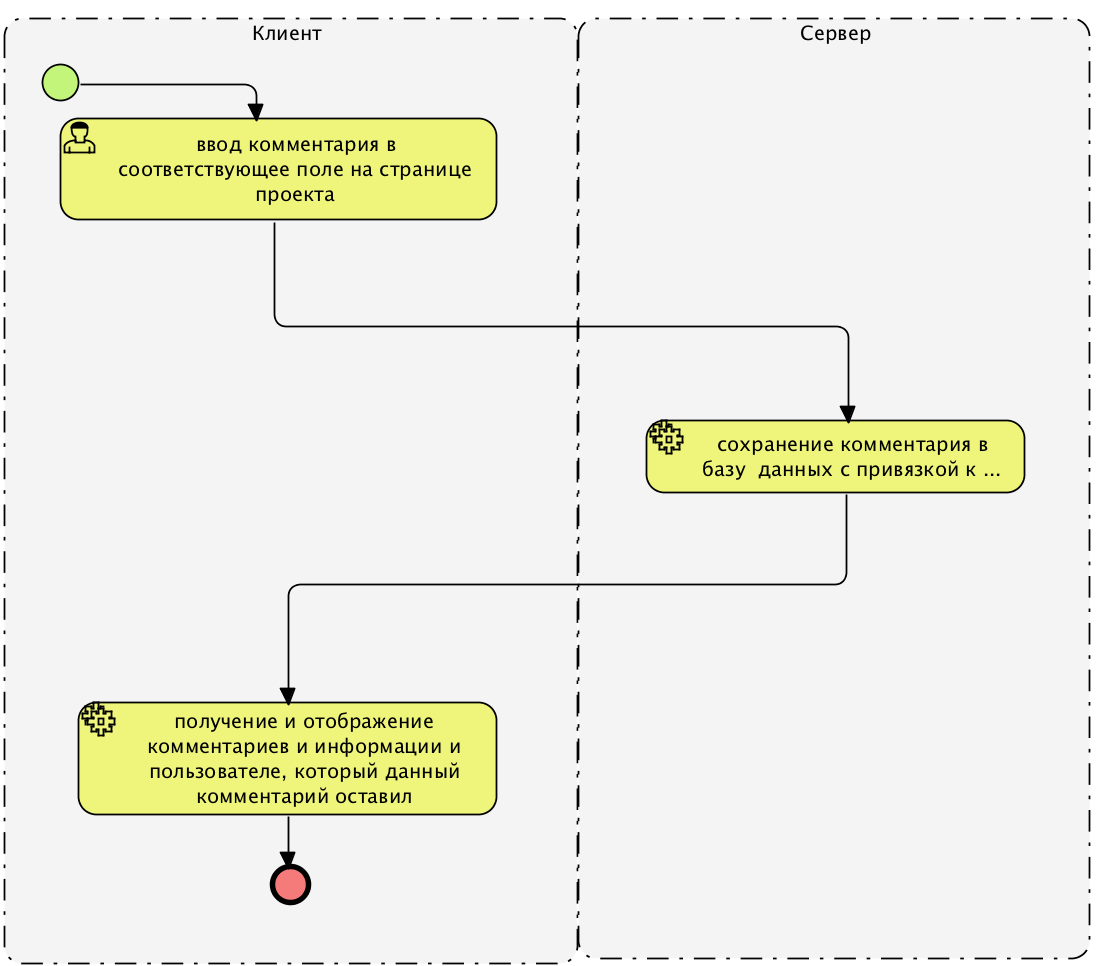 Клиент
Сервер
ввод комментария в
соответствующее поле на странице
проекта
сохранение комментария в
базу  данных с привязкой к ...
получение и отображение
комментариев и информации и
пользователе, который данный
комментарий оставил